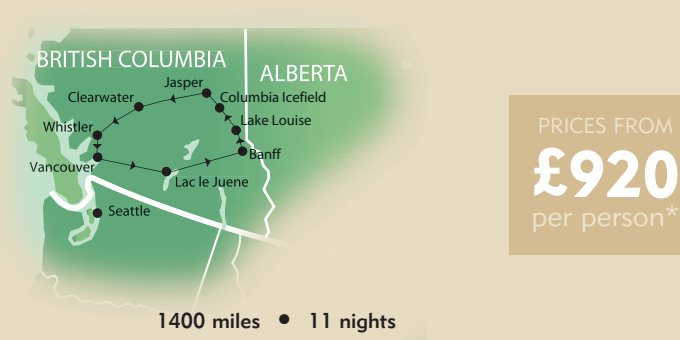 BRITISH COLUMBIA
ALBERTA
Jasper
Clearwater
Columbia Icefield
Lake Louise
Whistler
Banff
Vancouver
Lac le Juene
Seattle
1400 miles • 11 nights
PRICES FROM
£920
per person*